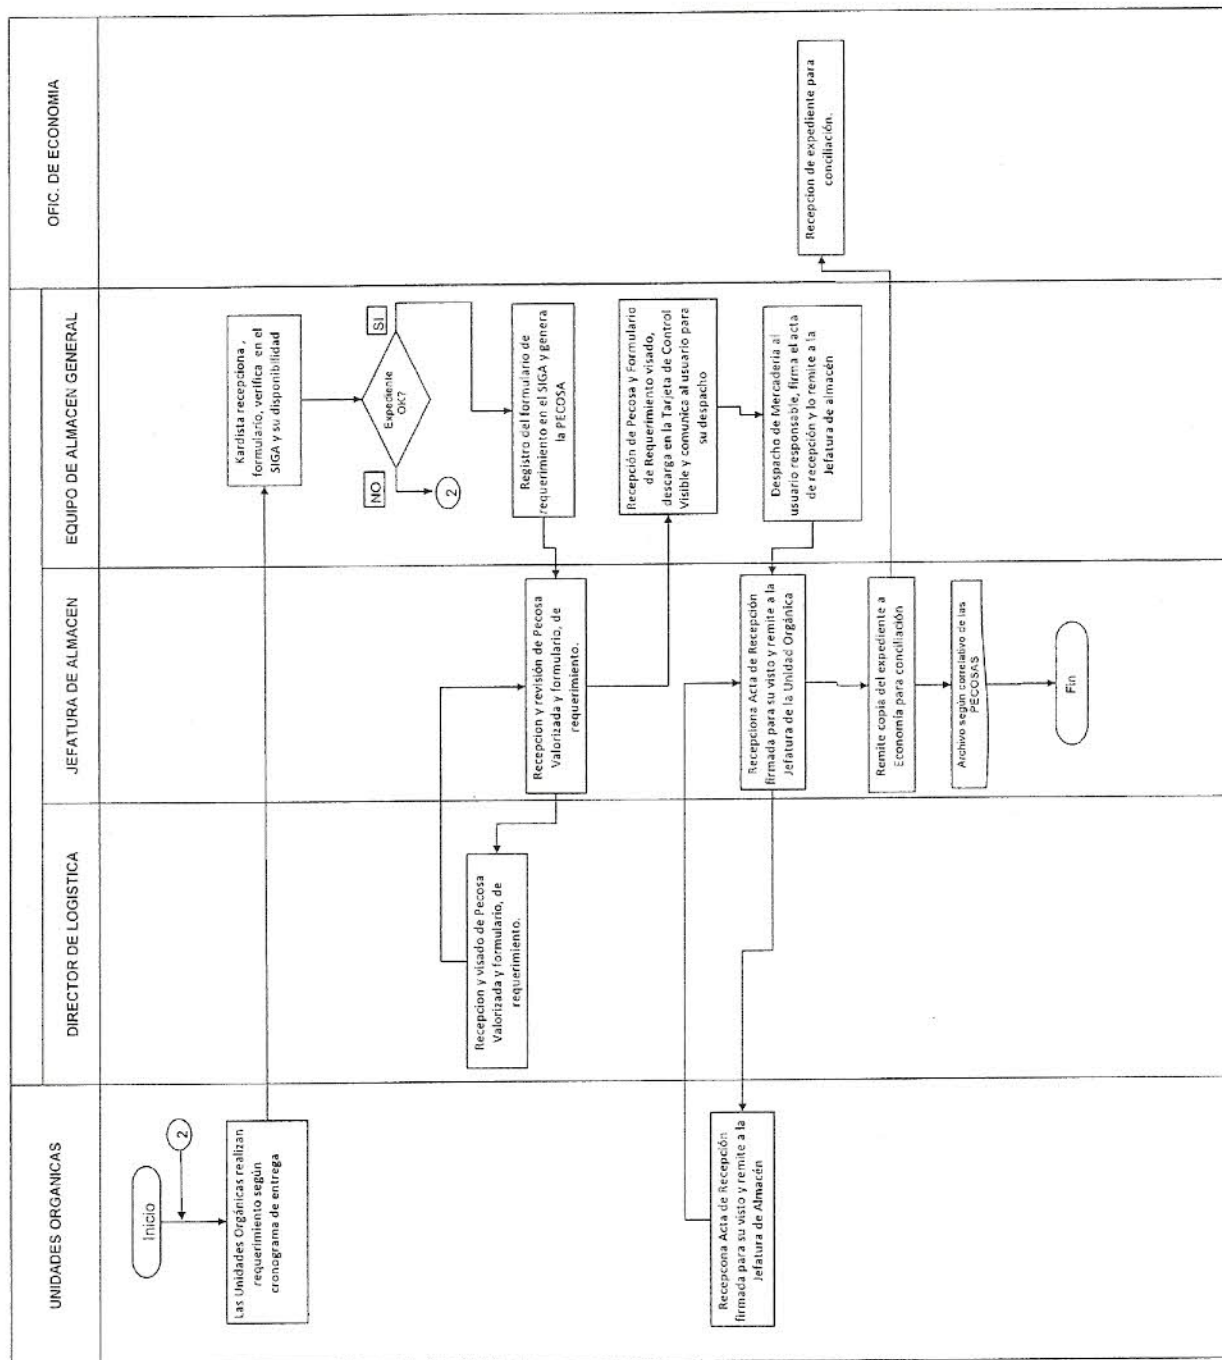 UNIDADES ORGANICAS
DIRECTOR DE LOGISTICA
JEFATURA DE ALMACEN
EQUIPO DE ALMACEN GENERAL
OFIC. DE ECONOMIA
Inicio
2
Las Unidades Orgánicas realizan
requerimiento según
cronograma de entrega
Kardista recepciona ,
formulario, verifica en el
SIGA y su disponibilidad
Expediente
OK?
NO
SI
2
Registro del formulario de
requerimiento en el SIGA y genera
la PECOSA
Recepcion y revisión de Pecosa
Valorizada y formulario, de
requerimiento.
Recepcion y visado de Pecosa
Valorizada y formulario, de
requerimiento.
Recepción de Pecosa y Formulario
de Requerimiento visado,
descarga en la Tarjeta de Control
Visible y comunica al usuario para
su despacho
Despacho de Mercaderia al
usuario responsable, firma el acta
de recepción y lo remite a la
Jefatura de almacén
Recepciona Acta de Recepción
firmada para su visto y remite a la
Jefatura de la Unidad Orgánica
Recepcona Acta de Recepción
firmada para su visto y remite a la
Jefatura de Almacén
Remite copia del expediente a
Economía para conciliación
Recepcion de expediente para
conciliación.
Archivo según correlativo de las
PECOSAS
Fin